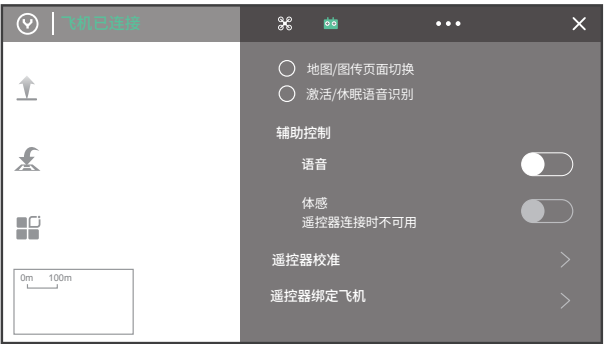 飞机已连接
地图/图传页面切换
激活/休眠语音识别
辅助控制
语音
体感
遥控器连接时不可用
遥控器校准
遥控器绑定飞机
0m 100m